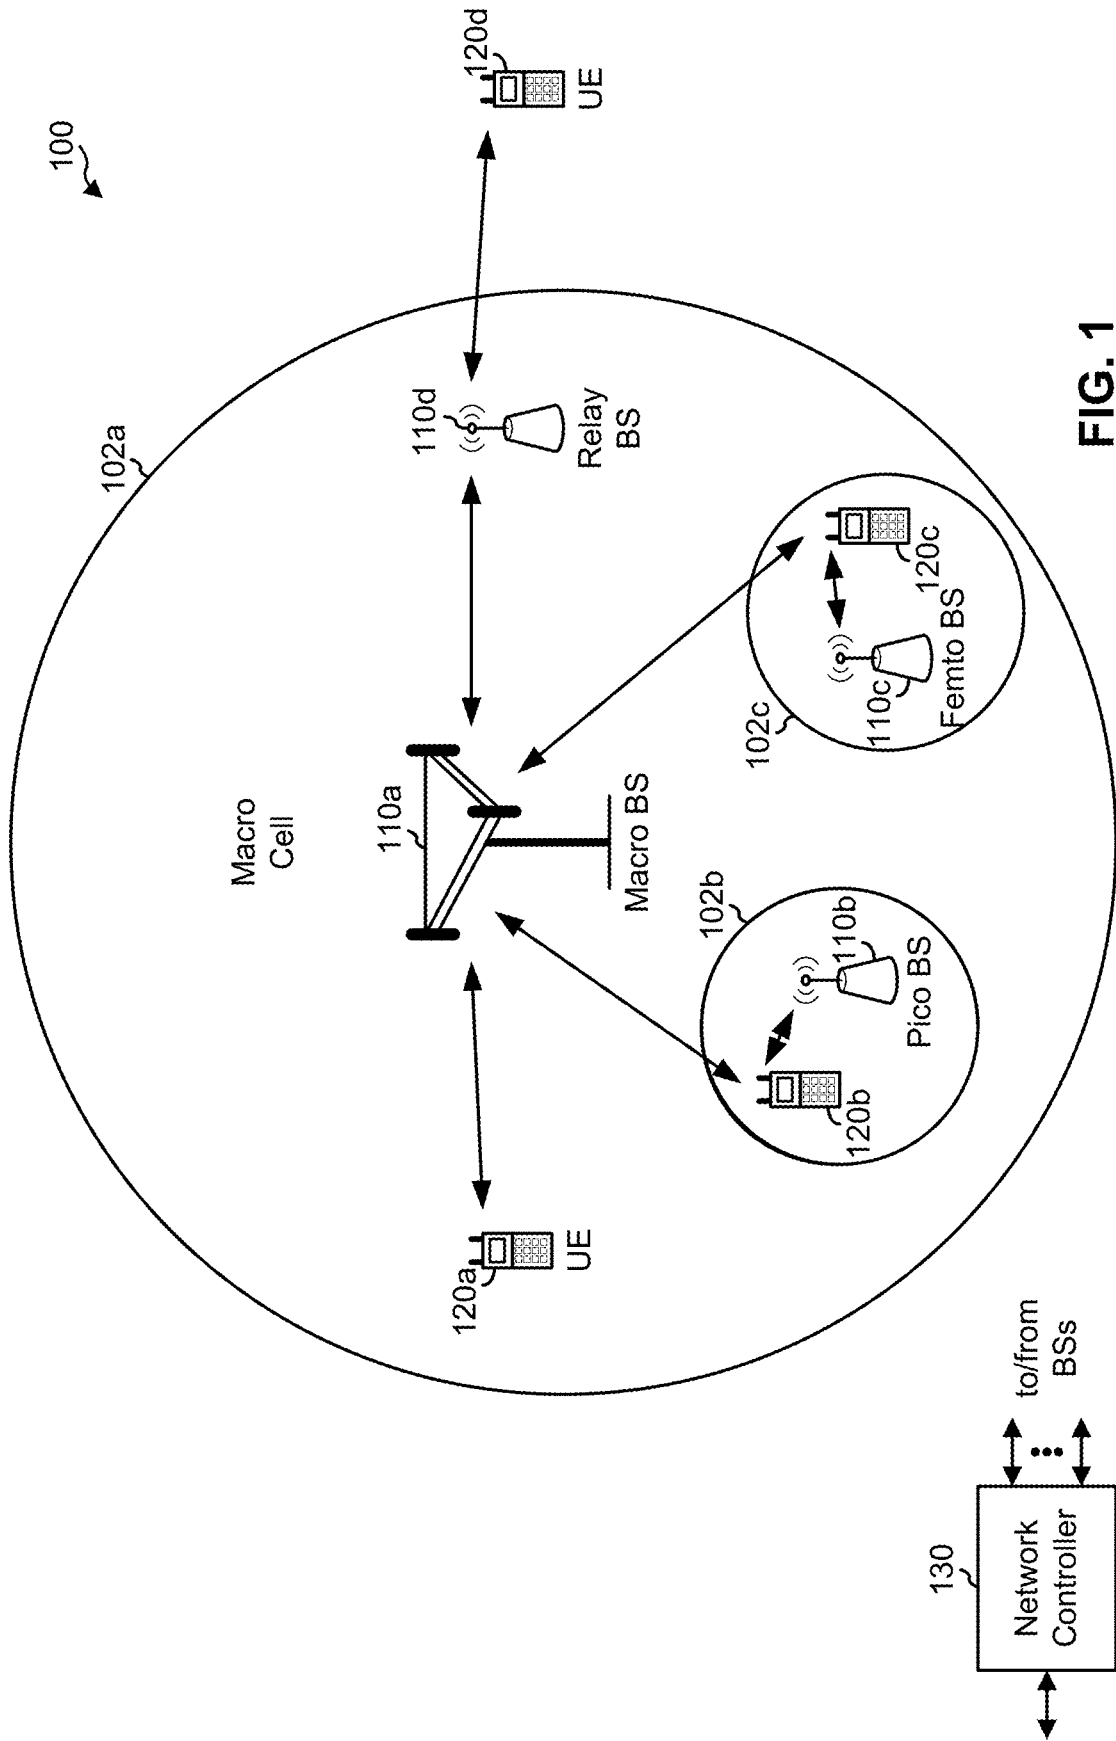 100
102a
Macro
Cell
110a
110d
120d
UE
Relay
BS
120a
UE
Macro BS
102b
102c
110b
Pico BS
120b
110c
Femto BS
120c
130
Network
Controller
to/from
BSs
FIG. 1